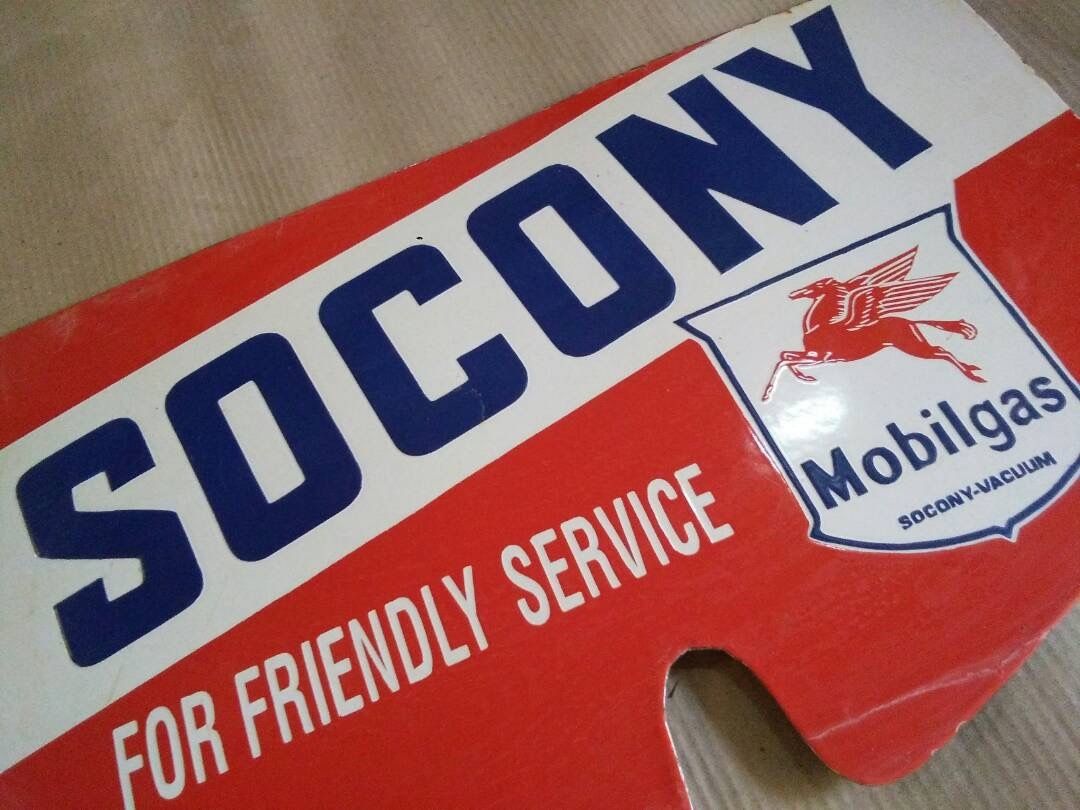 SOCONY
FOR FRIENDLY SERVICE
Mobilgas
SOCONY-VACUUM